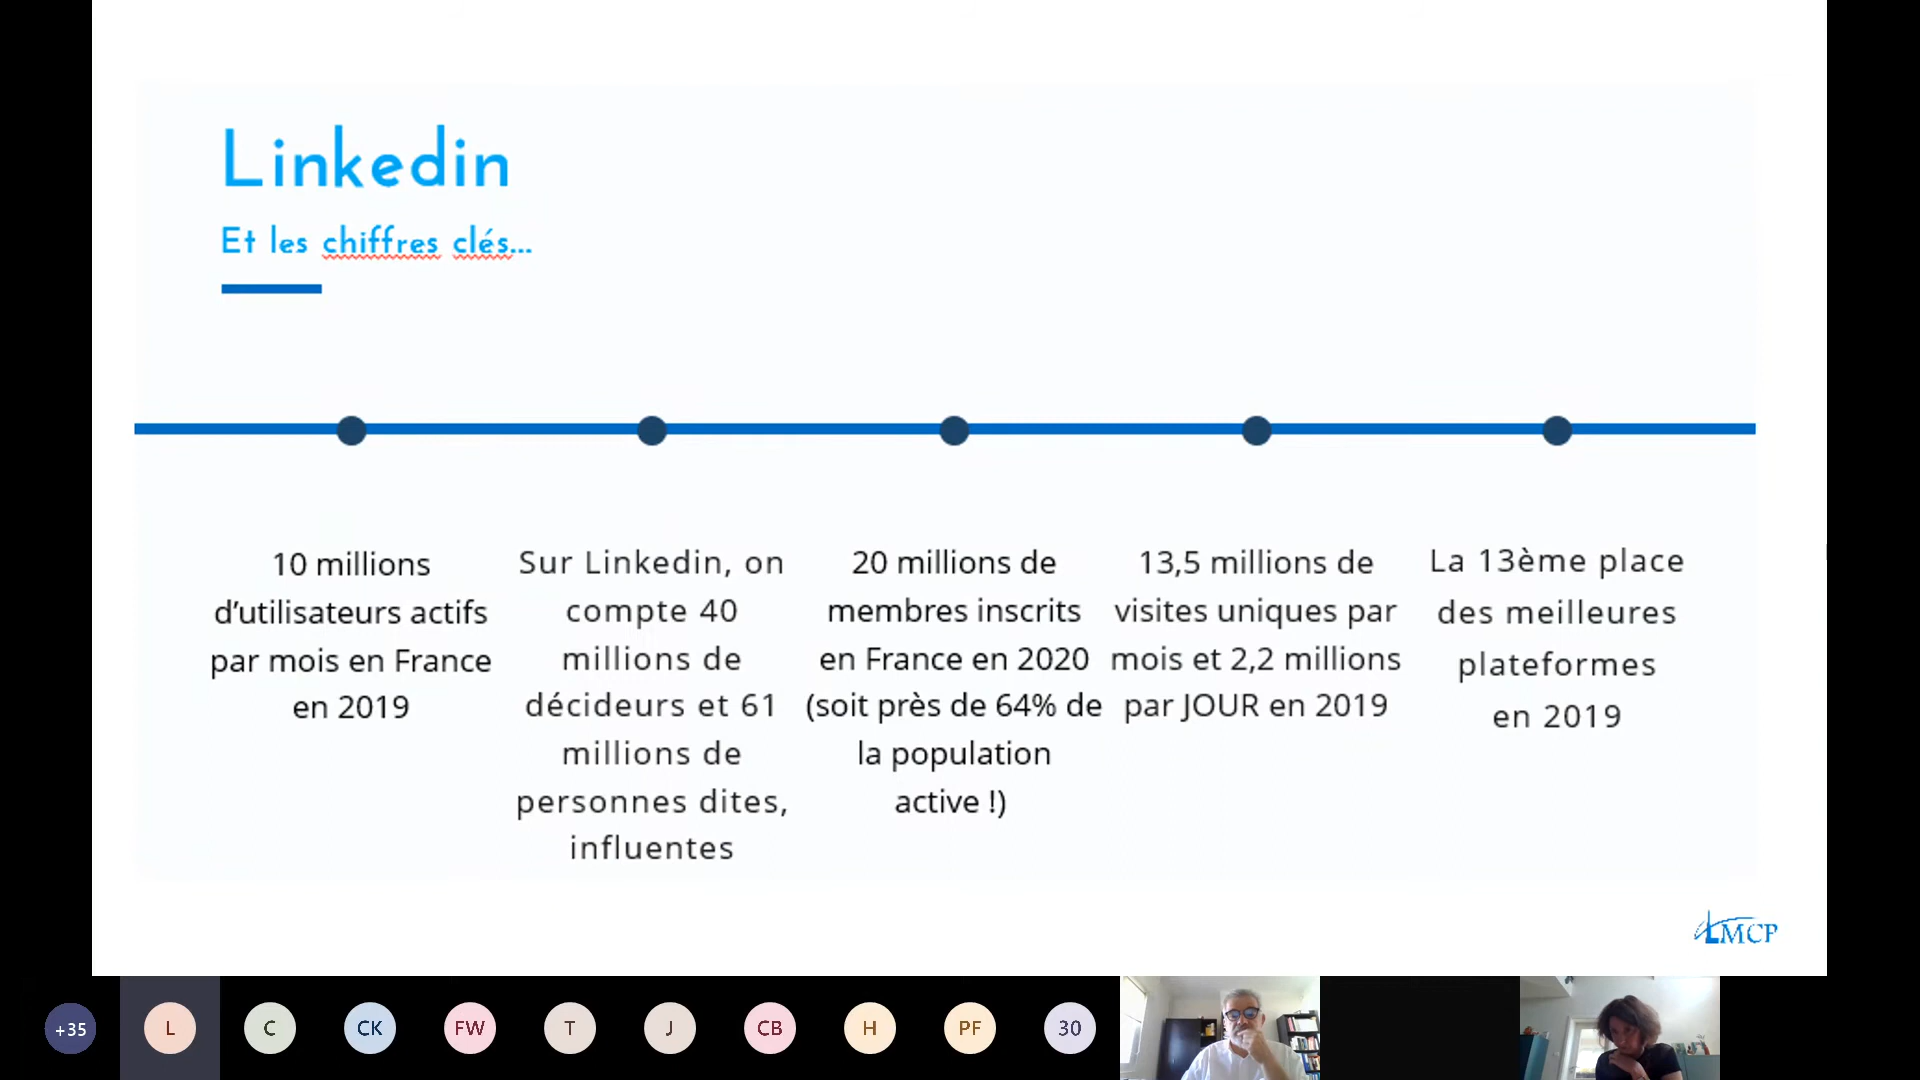 Linkedin
Et les chiffres clés...
10 millions
d’utilisateurs actifs
par mois en France
en 2019
Sur Linkedin, on
compte 40
millions de
décideurs et 61
millions de
personnes dites,
influentes
20 millions de
membres inscrits
en France en 2020
(soit près de 64% de
la population
active !)
13,5 millions de
visites uniques par
mois et 2,2 millions
par JOUR en 2019
La 13ème place
des meilleures
plateformes
en 2019
LMCP
+35
L
C
CK
FW
T
J
CB
H
PF
30